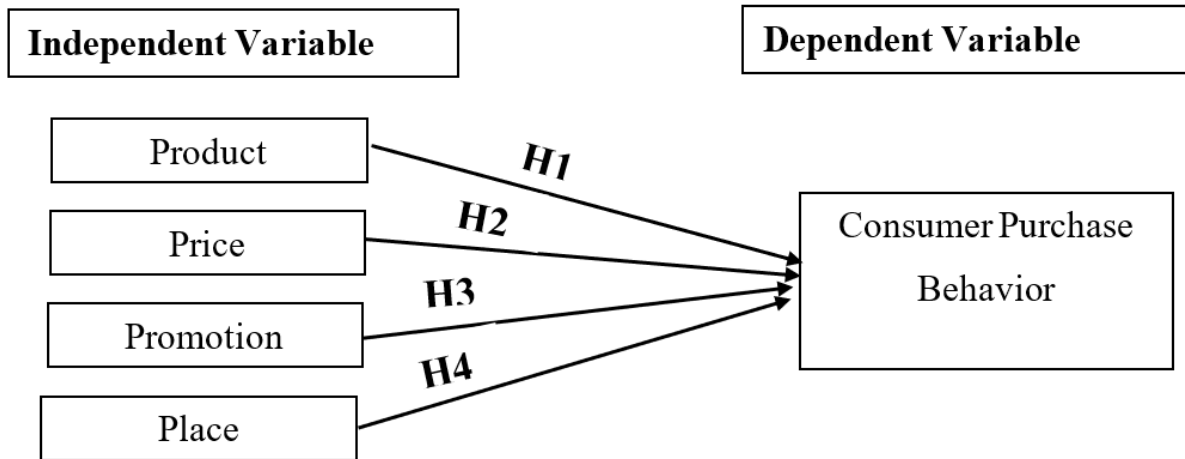 Independent Variable
Dependent Variable
Product
H1
Price
H2
Promotion
H3
Place
H4
Consumer Purchase
Behavior